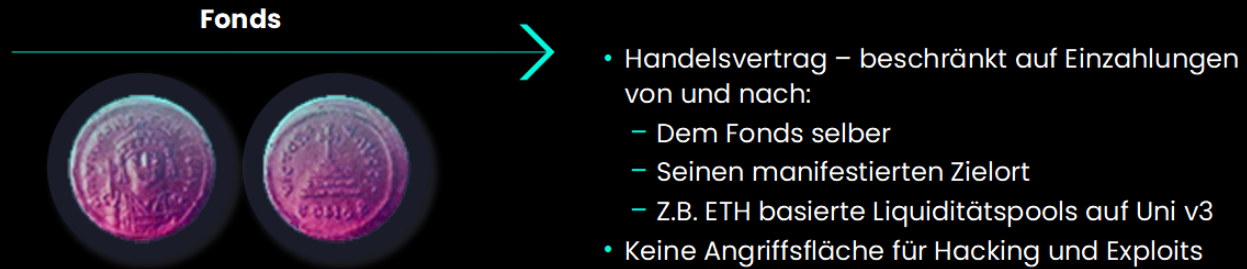 Fonds
• Handelsvertrag – beschränkt auf Einzahlungen
von und nach:
– Dem Fonds selber
– Seinen manifestierten Zielort
– Z.B. ETH basierte Liquiditätspools auf Uni v3
• Keine Angriffsfläche für Hacking und Exploits